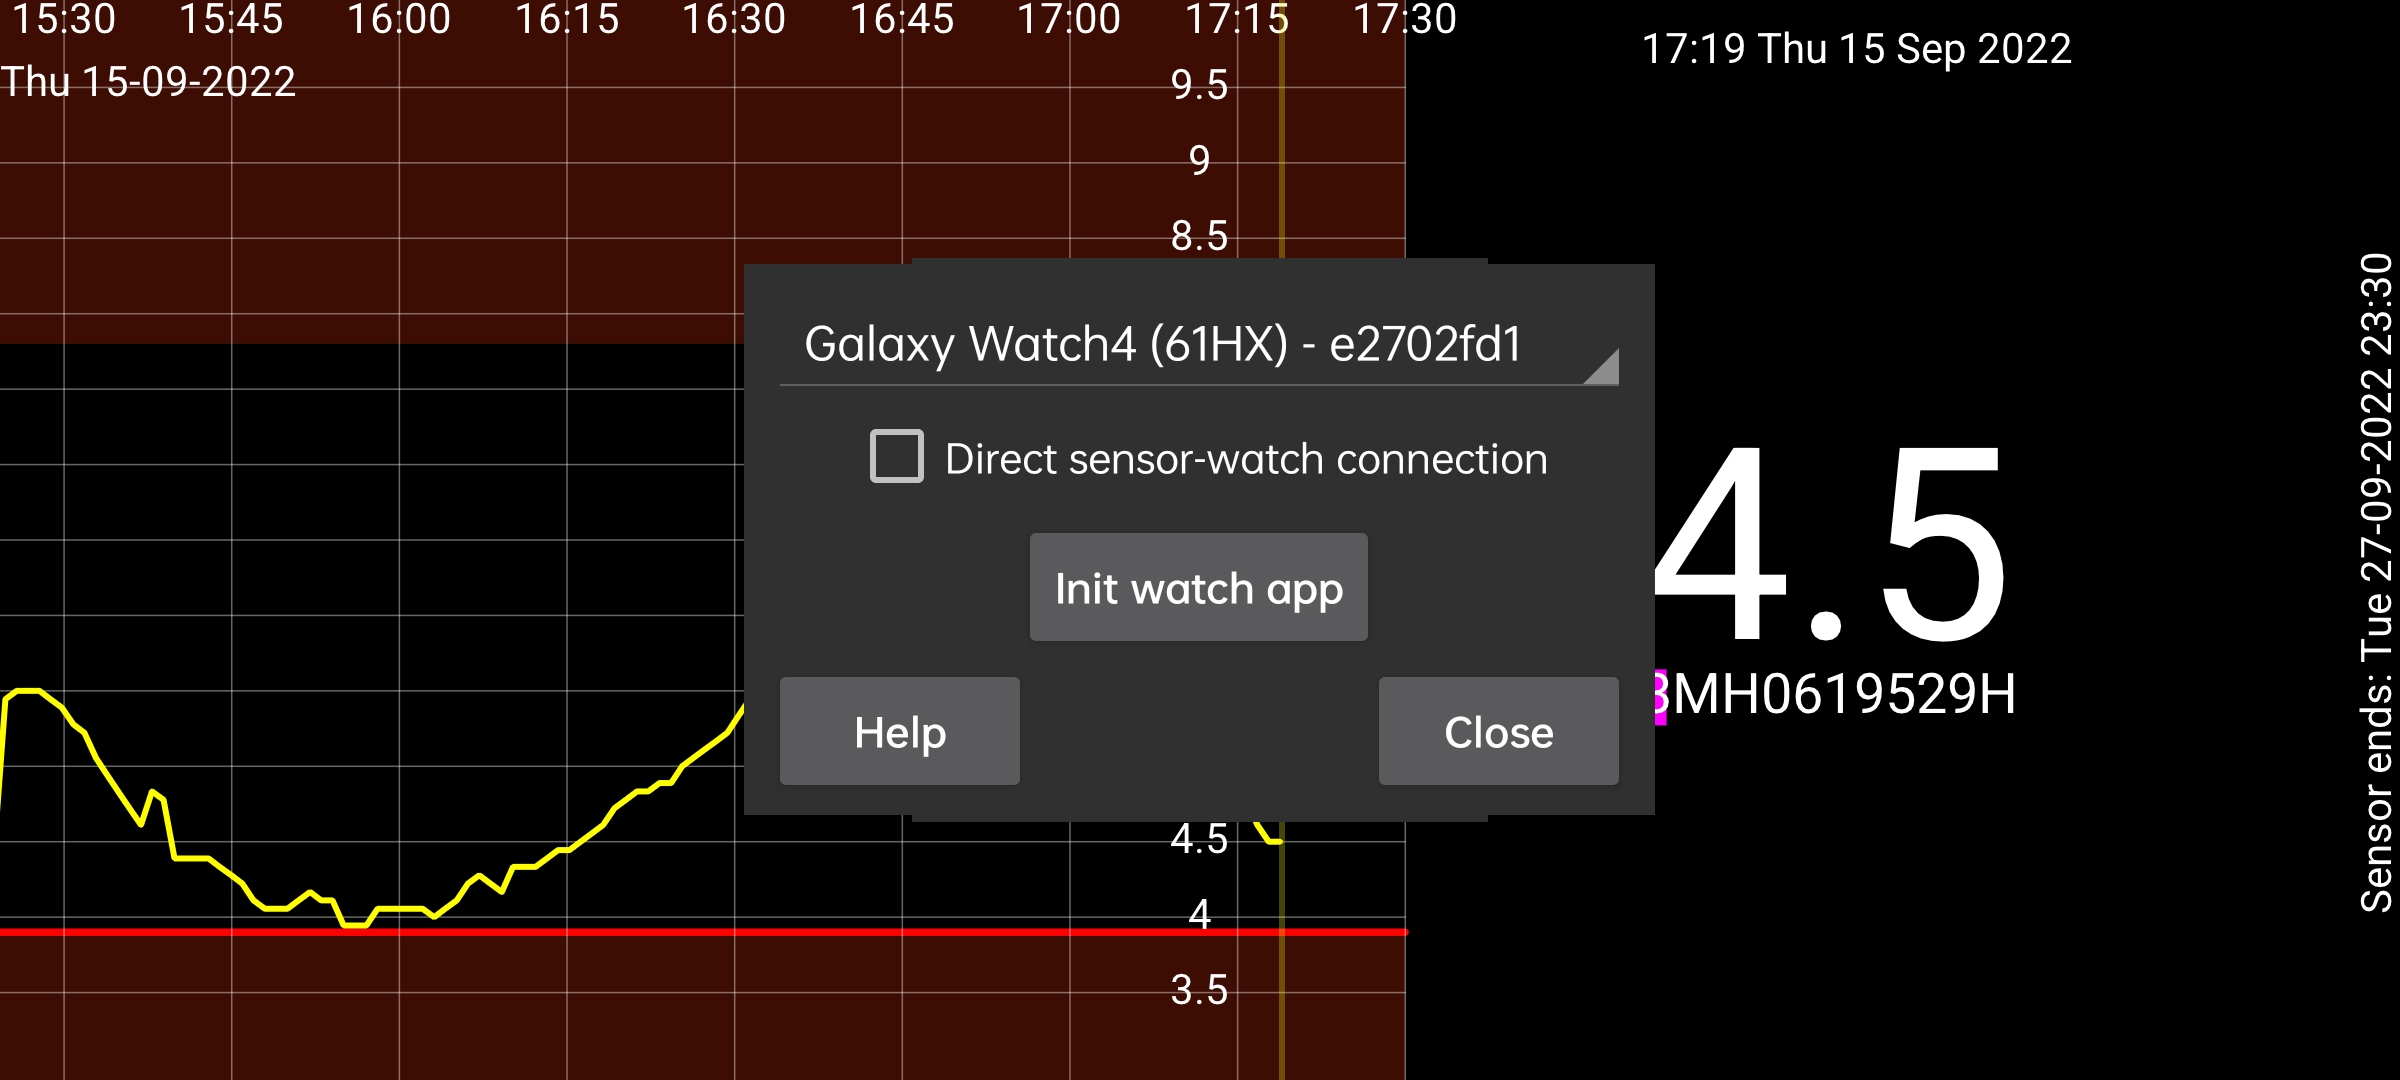 15:30 15:45 16:00 16:15 16:30 16:45 17:00 17:15 17:30
Thu 15-09-2022
17:19 Thu 15 Sep 2022
9.5
9
8.5
Galaxy Watch4 (61HX) - e2702fd1
Direct sensor-watch connection
Init watch app
Help
Close
4.5
4
3.5
4.5
MH0619529H
Sensor ends: Tue 27-09-2022 23:30